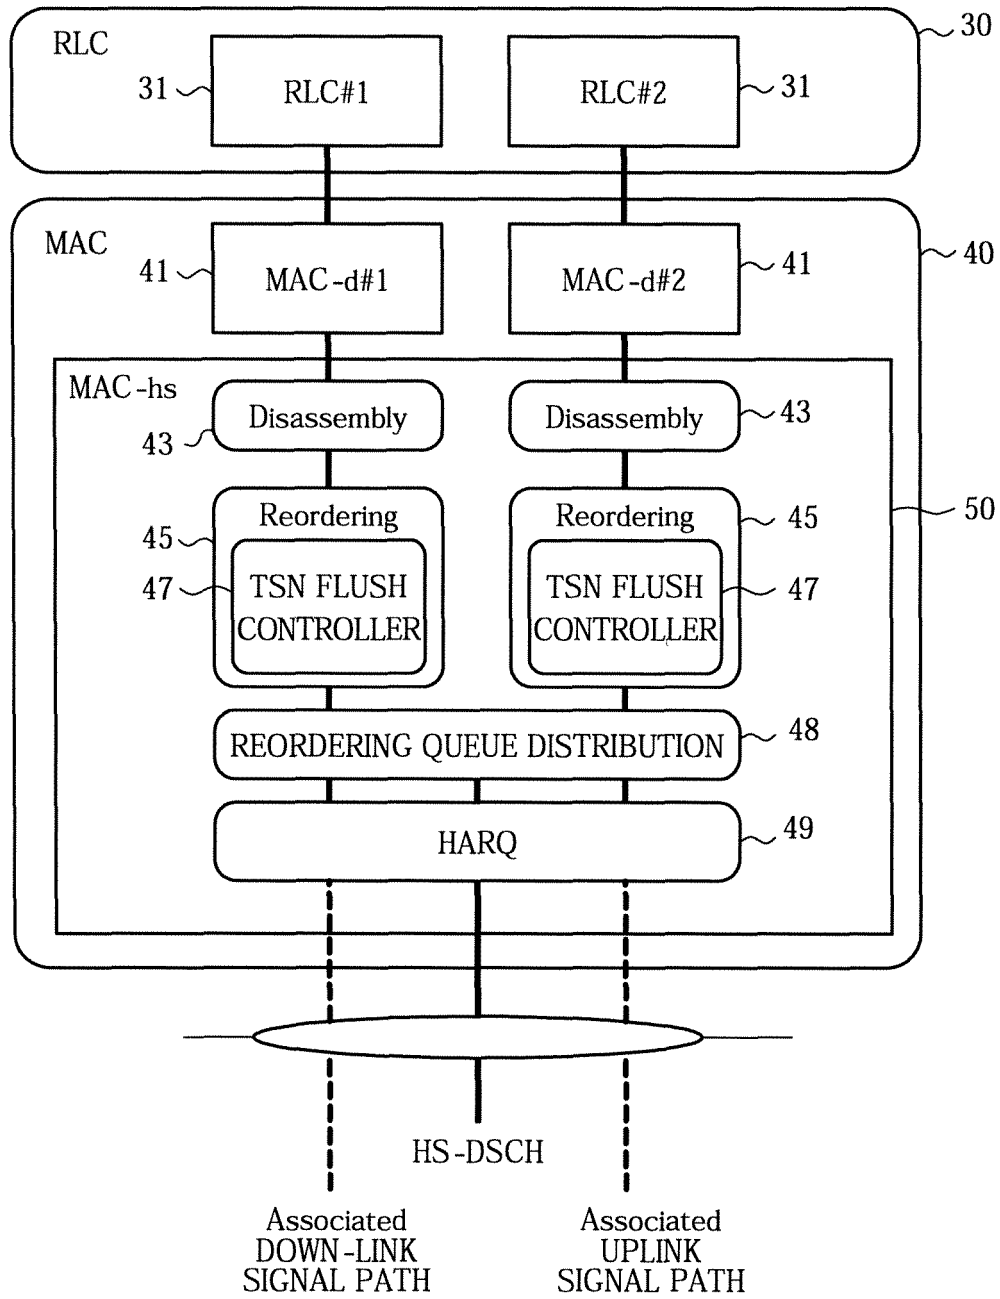 RLC
30
31
RLC#1
RLC#2
31
MAC
40
41
MAC-d#1
MAC-d#2
41
MAC-hs
43
Disassembly
Disassembly
43
50
45
Reordering
Reordering
45
47
TSN FLUSH
CONTROLLER
TSN FLUSH
CONTROLLER
47
REORDERING QUEUE DISTRIBUTION
48
HARQ
49
HS-DSCH
Associated
DOWN-LINK
SIGNAL PATH
Associated
UPLINK
SIGNAL PATH